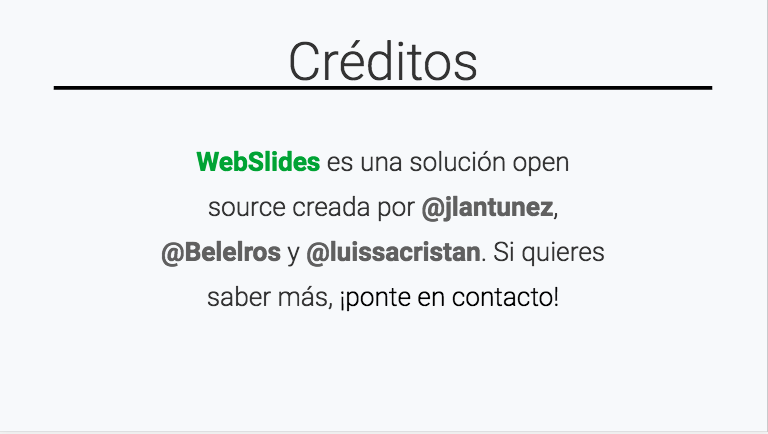 Créditos
WebSlides es una solución open
source creada por @jlantunez,
@Belelros y @luissacristan. Si quieres
saber más, ¡ponte en contacto!